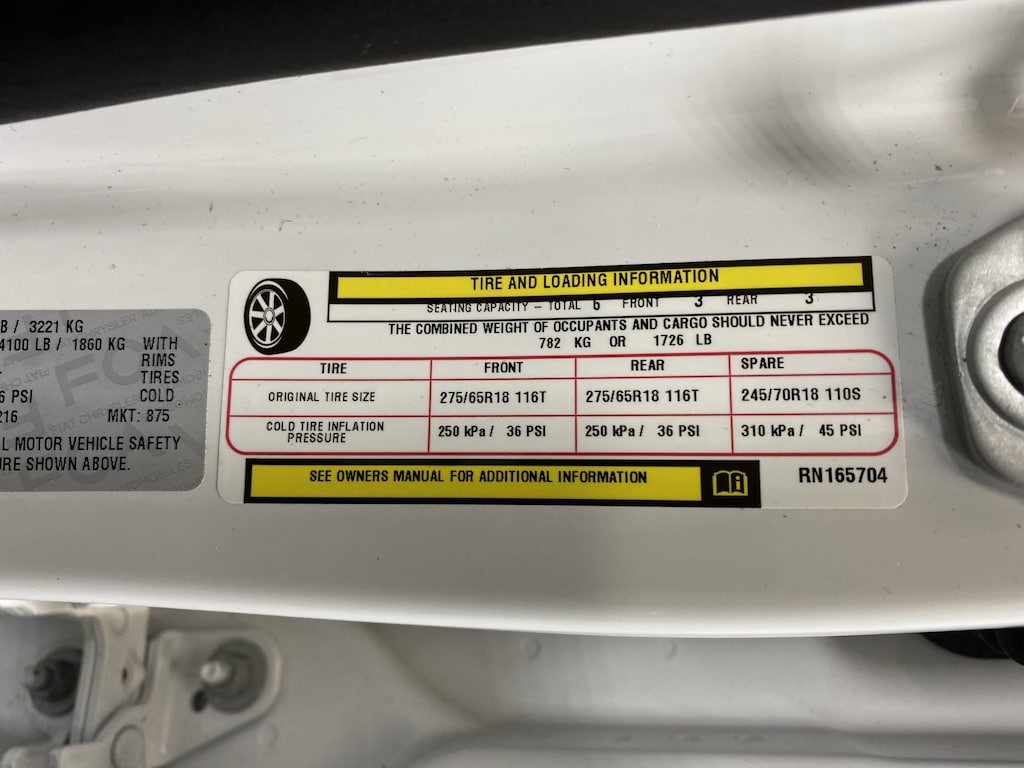 TIRE AND LOADING INFORMATION
SEATING CAPACITY – TOTAL 6 FRONT 3 REAR 3
THE COMBINED WEIGHT OF OCCUPANTS AND CARGO SHOULD NEVER EXCEED
782 KG OR 1726 LB
TIRE FRONT REAR SPARE
ORIGINAL TIRE SIZE 275/65R18 116T 275/65R18 116T 245/70R18 110S
COLD TIRE INFLATION PRESSURE 250 kPa / 36 PSI 250 kPa / 36 PSI 310 kPa / 45 PSI
SEE OWNERS MANUAL FOR ADDITIONAL INFORMATION
RN165704
/ 3221 KG
4100 LB / 1860 KG WITH
RIMS
TIRES
PSI COLD
216 MKT: 875
MOTOR VEHICLE SAFETY
SHOWN ABOVE.